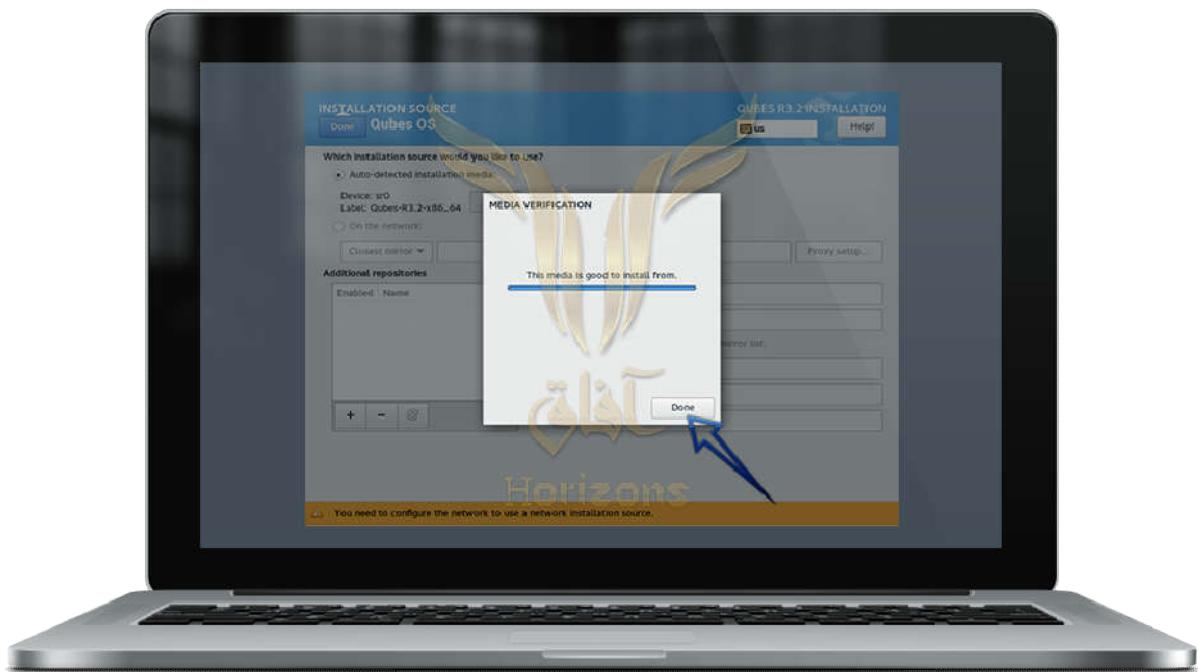 INSTALLATION SOURCE
QUBES R3.2 INSTALLATION
Done
Qubes OS
us
Help!
Which installation source would you like to use?
Auto-detected installation media:
Device: sr0
Label: Qubes-R3.2-x86_64
On the network:
Closest mirror
Proxy setup...
Additional repositories
Enabled Name
mirror list.
MEDIA VERIFICATION
This media is good to install from.
Done
آفاق
Horizons
You need to configure the network to use a network installation source.